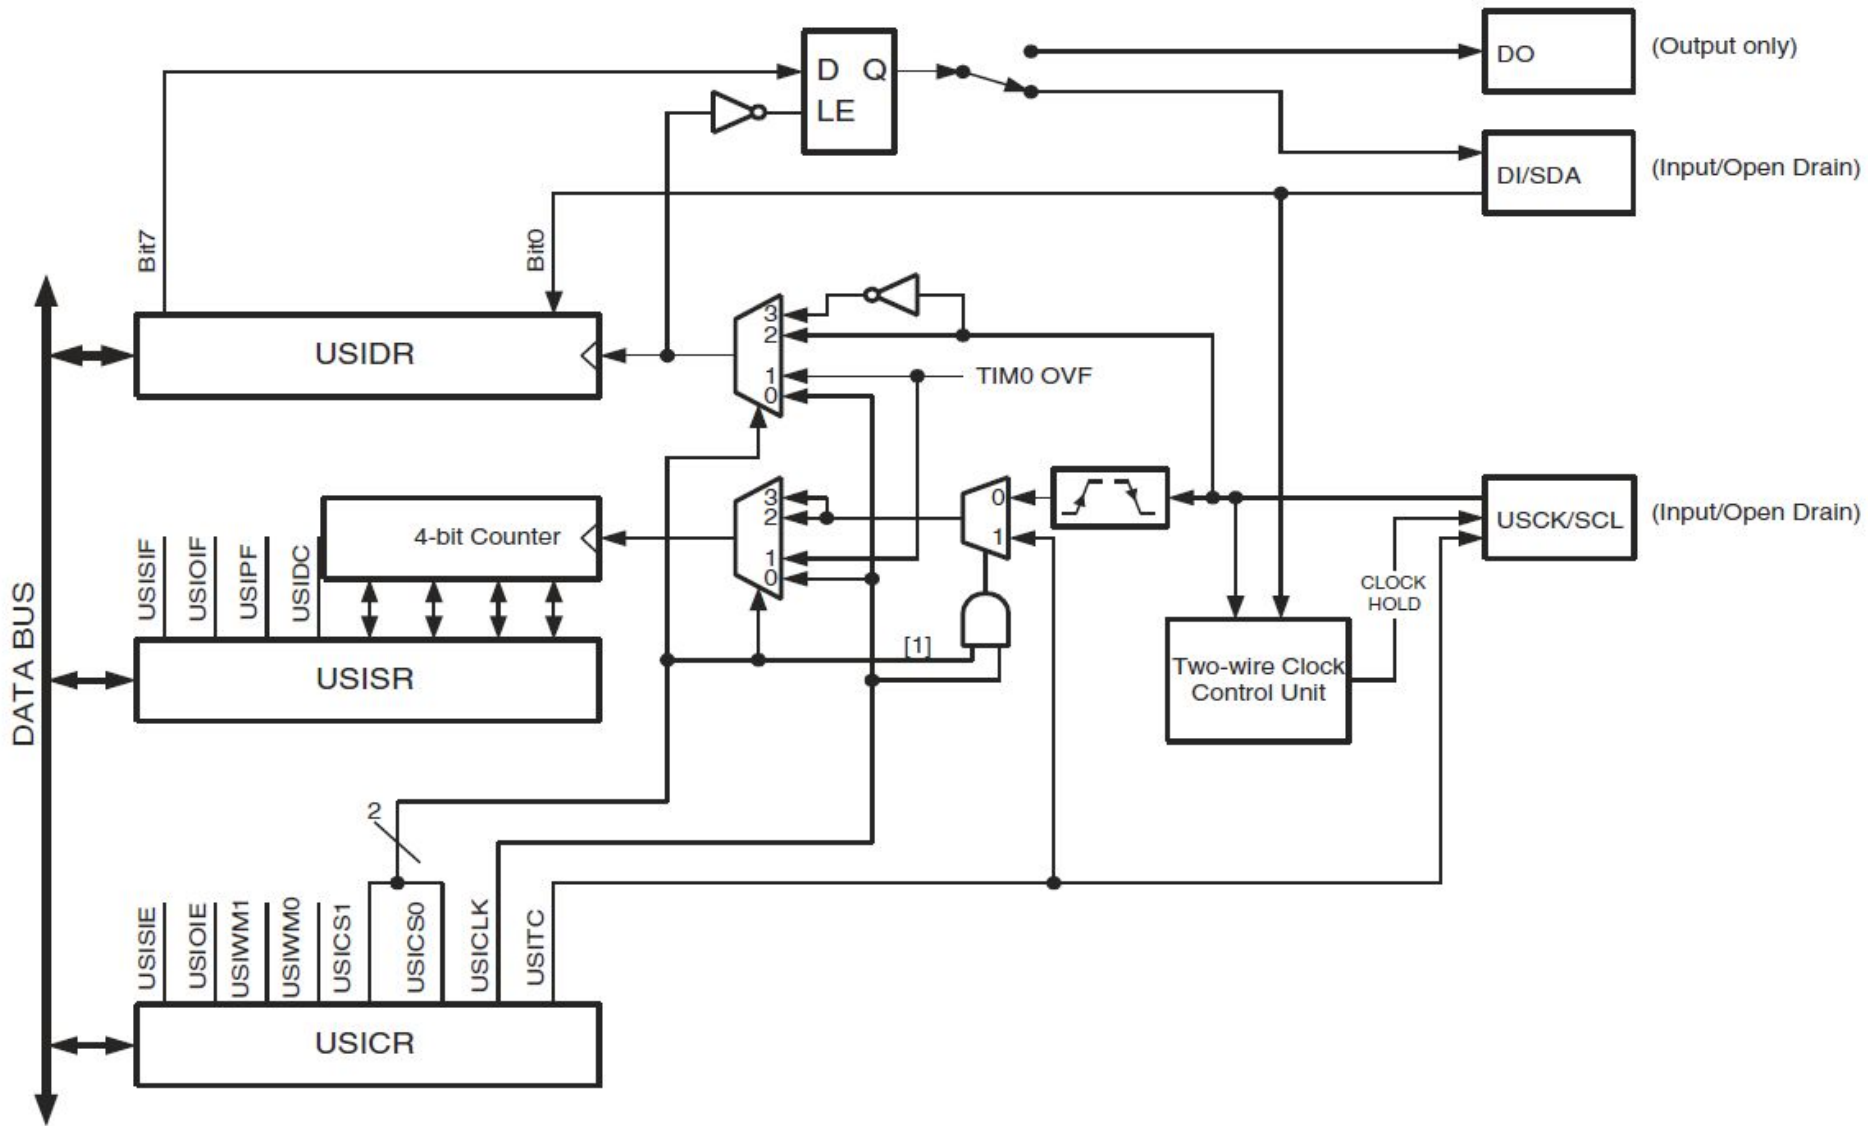 D Q
LE
DO
(Output only)
DI/SDA
(Input/Open Drain)
Bit7
Bit0
USIDR
3
2
1
0
TIM0 OVF
4-bit Counter
3
2
1
0
0
1
USCK/SCL
(Input/Open Drain)
CLOCK
HOLD
USISIF
USIOIF
USIPF
USIDC
[1]
USISR
Two-wire Clock
Control Unit
DATA BUS
2
USISIE
USIOIE
USIWM1
USIWM0
USICS1
USICS0
USICLK
USITC
USICR